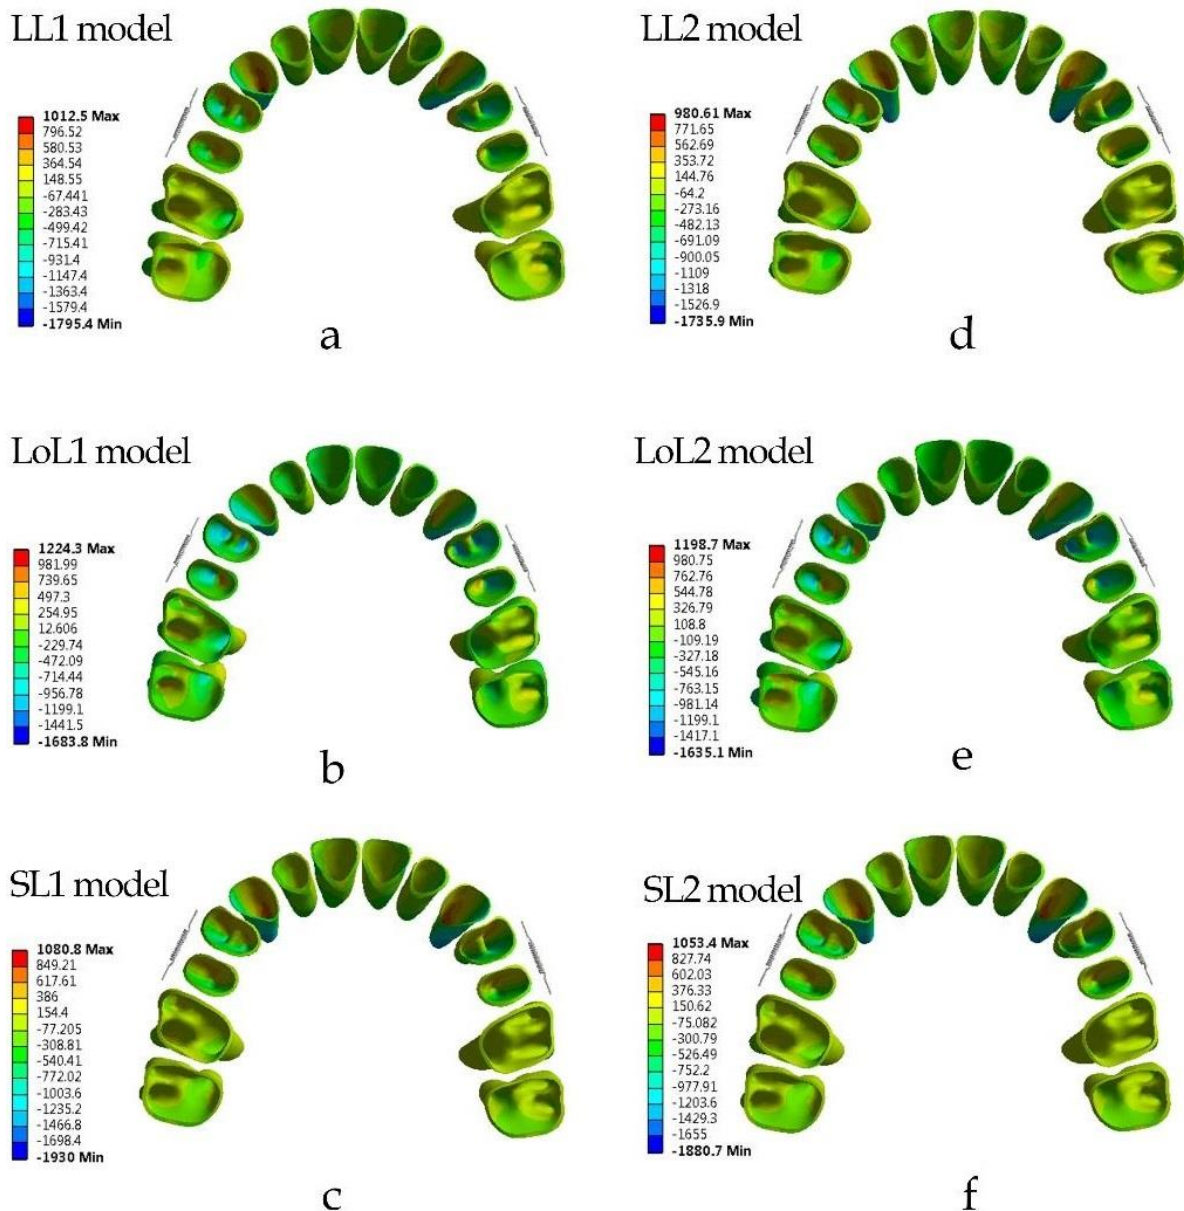 LL1 model
1012.5 Max
796.52
580.53
364.54
148.55
-67.441
-283.43
-499.42
-715.41
-931.4
-1147.4
-1363.4
-1579.4
-1795.4 Min
a
LL2 model
980.61 Max
771.65
562.69
353.72
144.76
-64.2
-273.16
-482.13
-691.09
-900.05
-1109
-1318
-1526.9
-1735.9 Min
d
LoL1 model
1224.3 Max
981.99
739.65
497.3
254.95
12.606
-229.74
-472.09
-714.44
-956.78
-1199.1
-1441.5
-1683.8 Min
b
LoL2 model
1198.7 Max
980.75
762.76
544.78
326.79
108.8
-109.19
-327.18
-545.16
-763.15
-981.14
-1199.1
-1417.1
-1635.1 Min
e
SL1 model
1080.8 Max
849.21
617.61
386
154.4
-77.205
-308.81
-540.41
-772.02
-1003.6
-1235.2
-1466.8
-1698.4
-1930 Min
c
SL2 model
1053.4 Max
827.74
602.03
376.33
150.62
-75.082
-300.79
-526.49
-752.2
-977.91
-1203.6
-1429.3
-1655
-1880.7 Min
f